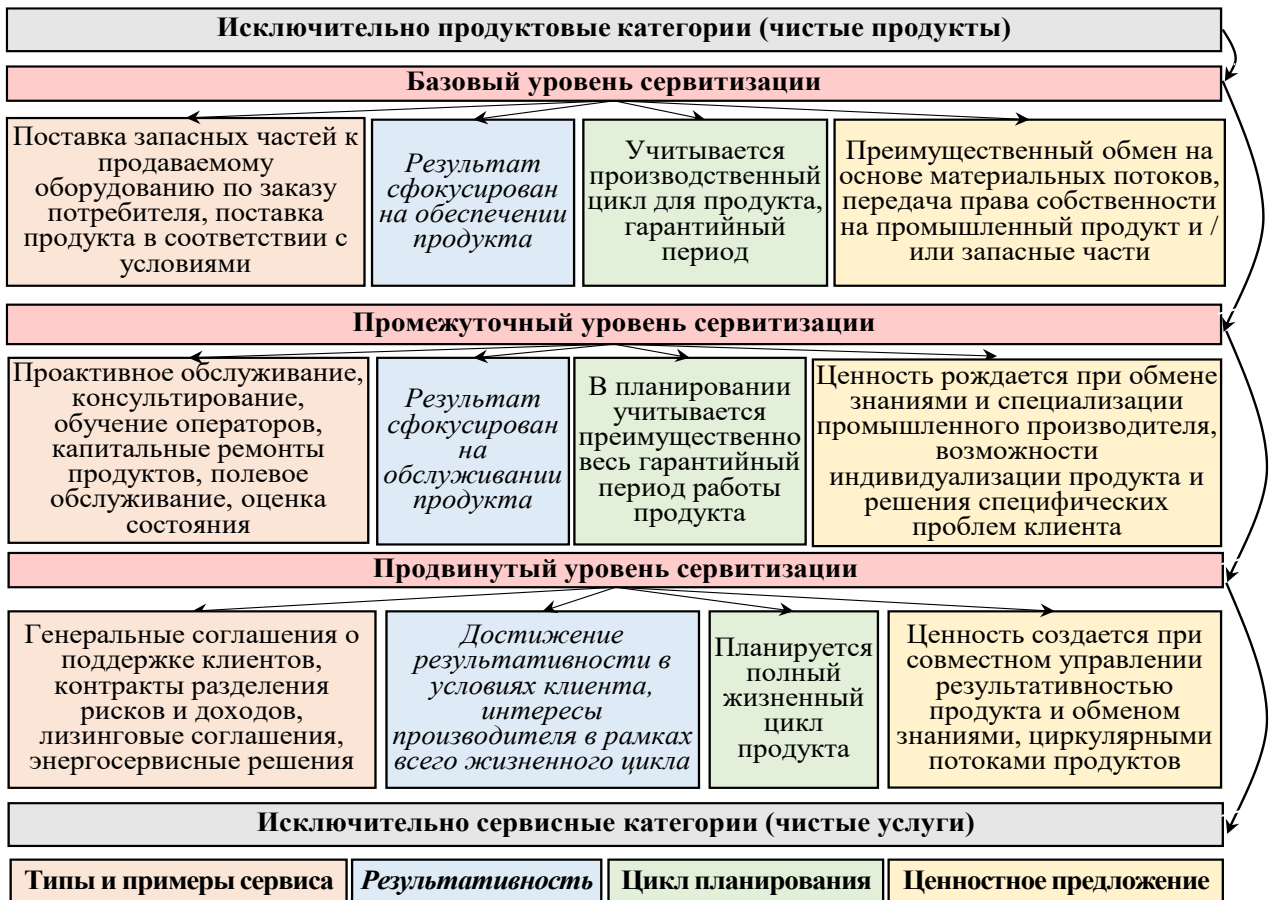 Исключительно продуктовые категории (чистые продукты)
Базовый уровень сервитизации
Поставка запасных частей к
продаваемому
оборудованию по заказу
потребителя, поставка
продукта в соответствии с
условиями
Результат
сфокусирован
на обеспечении
продукта
Учитывается
производственный
цикл для продукта,
гарантийный
период
Преимущественный обмен на
основе материальных потоков,
передача права собственности
на промышленный продукт и /
или запасные части
Промежуточный уровень сервитизации
Проактивное обслуживание,
консультирование,
обучение операторов,
капитальные ремонты
продуктов, полевое
обслуживание, оценка
состояния
Результат
сфокусирован
на
обслуживании
продукта
В планировании
учитывается
преимущественно
весь гарантийный
период работы
продукта
Ценность рождается при обмене
знаниями и специализации
промышленного производителя,
возможности
индивидуализации продукта и
решения специфических
проблем клиента
Продвинутый уровень сервитизации
Генеральные соглашения о
поддержке клиентов,
контракты разделения
рисков и доходов,
лизинговые соглашения,
энергосервисные решения
Достижение
результативности в
условиях клиента,
интересы
производителя в рамках
всего жизненного цикла
Планируется
полный
жизненный
цикл
продукта
Ценность создается при
совместном управлении
результативностью
продукта и обменом
знаниями, циркулярными
потоками продуктов
Исключительно сервисные категории (чистые услуги)
Типы и примеры сервиса
Результативность
Цикл планирования
Ценностное предложение